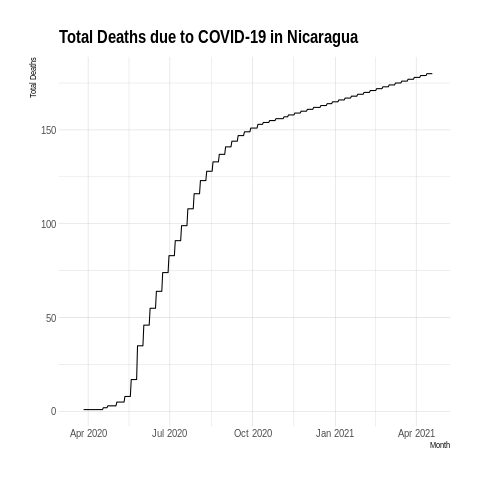 Total Deaths due to COVID-19 in Nicaragua
Total Deaths
150
100
50
0
Apr 2020 Jul 2020 Oct 2020 Jan 2021 Apr 2021
Month